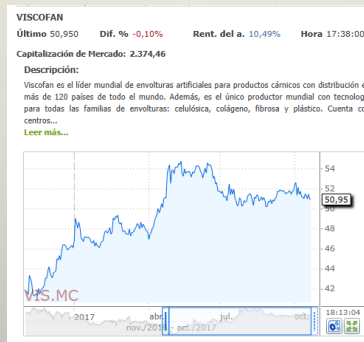 VISCOFAN
Último 50,950 Dif. % -0,10% Rent. del a. 10,49% Hora 17:38:00
Capitalización de Mercado: 2.374,46
Descripción:
Viscofan es el líder mundial de envolturas artificiales para productos cárnicos con distribución e
más de 120 países de todo el mundo. Además, es el único productor mundial con tecnolog
para todas las familias de envolturas: celulósica, colágeno, fibrosa y plástico. Cuenta co
centros...
Leer más...
54
52
50,95
48
46
44
42
VIS.MC
2017 abr. jul. oct.
nov./2016 - oct./2017
18:13:04